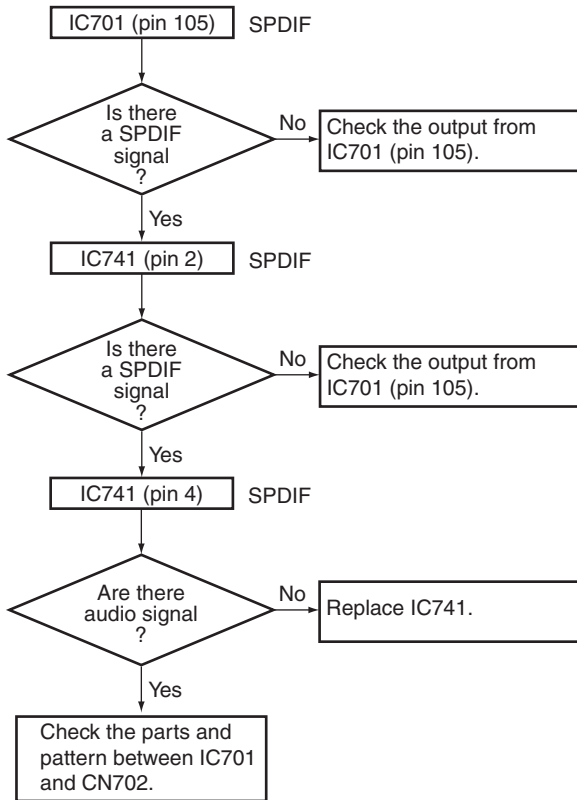 IC701 (pin 105) SPDIF
Is there
a SPDIF
signal
?
No
Check the output from
IC701 (pin 105).
Yes
IC741 (pin 2) SPDIF
Is there
a SPDIF
signal
?
No
Check the output from
IC701 (pin 105).
Yes
IC741 (pin 4) SPDIF
Are there
audio signal
?
No
Replace IC741.
Yes
Check the parts and
pattern between IC701
and CN702.